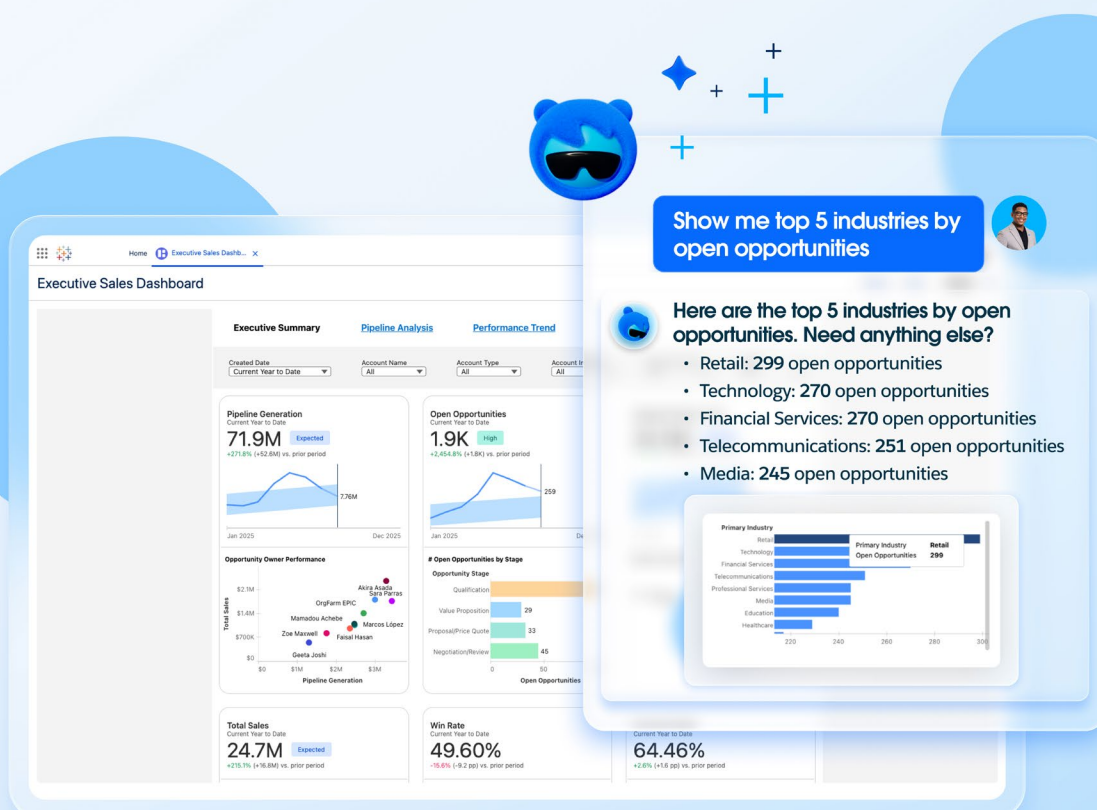 Show me top 5 industries by
open opportunities
Here are the top 5 industries by open
opportunities. Need anything else?
• Retail: 299 open opportunities
• Technology: 270 open opportunities
• Financial Services: 270 open opportunities
• Telecommunications: 251 open opportunities
• Media: 245 open opportunities
Primary Industry
Retail
Technology
Financial Services
Telecommunications
Professional Services
Media
Education
Healthcare
Primary Industry Retail
Open Opportunities 299
220 240 260 280 300
Home Executive Sales Dashb... x
Executive Sales Dashboard
Executive Summary Pipeline Analysis Performance Trend
Created Date Account Name Account Type
Current Year to Date All All All
Pipeline Generation
Current Year to Date
71.9M Expected
+271.8% (+52.6M) vs. prior period
7.76M
Jan 2025 Dec 2025
Open Opportunities
Current Year to Date
1.9K High
+2,454.8% (+1.8K) vs. prior period
259
Jan 2025
Opportunity Owner Performance
Total Sales
$2.1M
$1.4M
$700K
$0
Akira Asada
Sara Parras
OrgFarm EPIC
Mamadou Achebe
Marcos López
Zoe Maxwell
Faisal Hasan
Geeta Joshi
$0 $1M $2M $3M
Pipeline Generation
# Open Opportunities by Stage
Opportunity Stage
Qualification
Value Proposition 29
Proposal/Price Quote 33
Negotiation/Review 45
0 50
Open Opportunities
Total Sales
Current Year to Date
24.7M Expected
+215.1% (+16.8M) vs. prior period
Win Rate
Current Year to Date
49.60%
-15.6% (-9.2 pp) vs. prior period
Current Year to Date
64.46%
+2.6% (+1.6 pp) vs. prior period